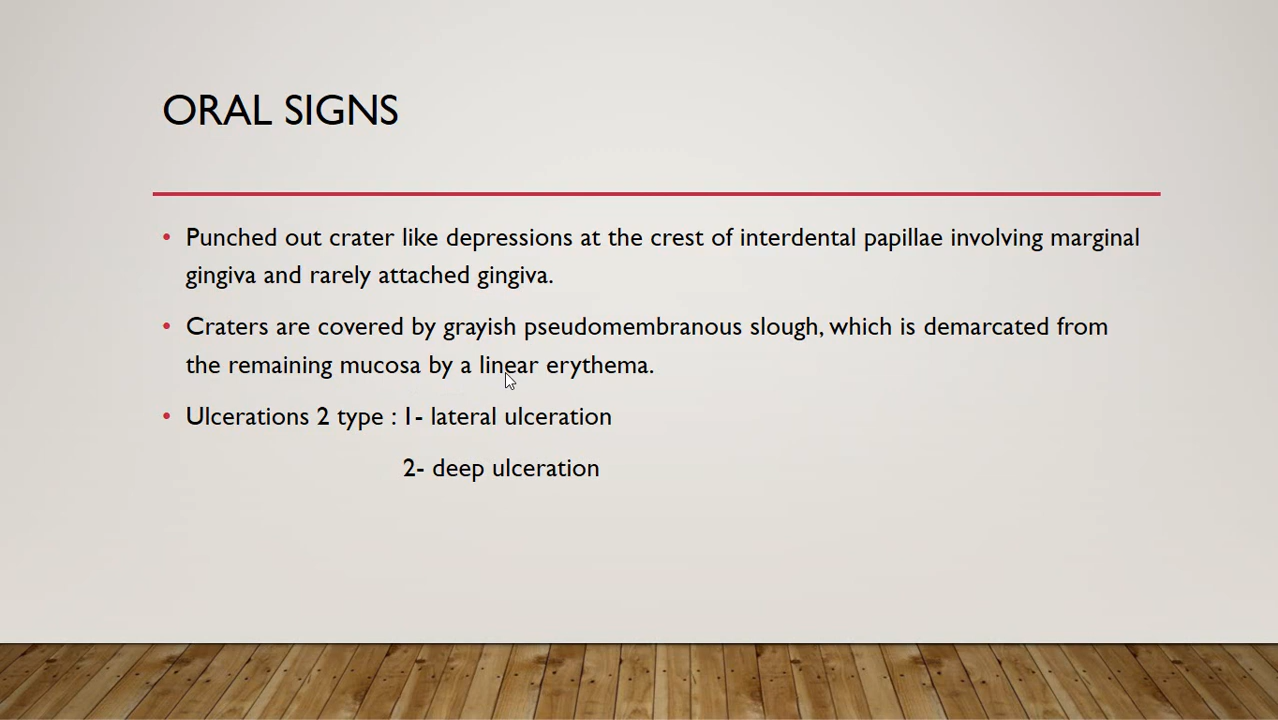 ORAL SIGNS
• Punched out crater like depressions at the crest of interdental papillae involving marginal
gingiva and rarely attached gingiva.
• Craters are covered by grayish pseudomembranous slough, which is demarcated from
the remaining mucosa by a linear erythema.
• Ulcerations 2 type : 1- lateral ulceration
2- deep ulceration